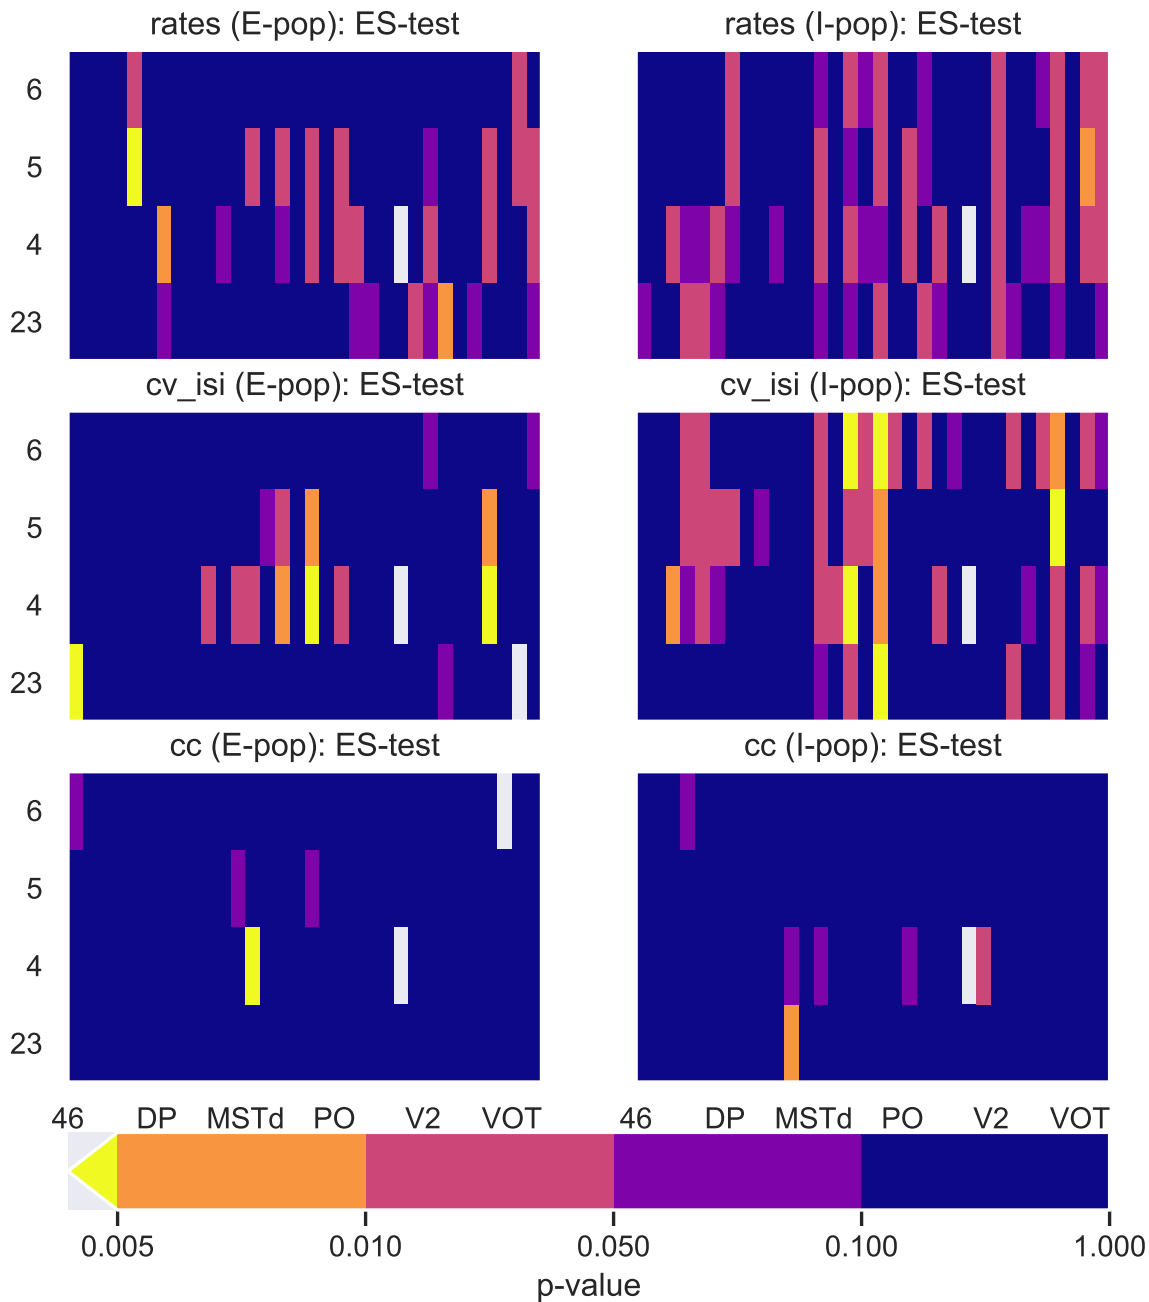 rates (E-pop): ES-test rates (I-pop): ES-test
6
5
4
23
cv_isi (E-pop): ES-test cv_isi (I-pop): ES-test
6
5
4
23
cc (E-pop): ES-test cc (I-pop): ES-test
6
5
4
23
46 DP MSTd PO V2 VOT 46 DP MSTd PO V2 VOT
0.005 0.010 0.050 0.100 1.000
p-value